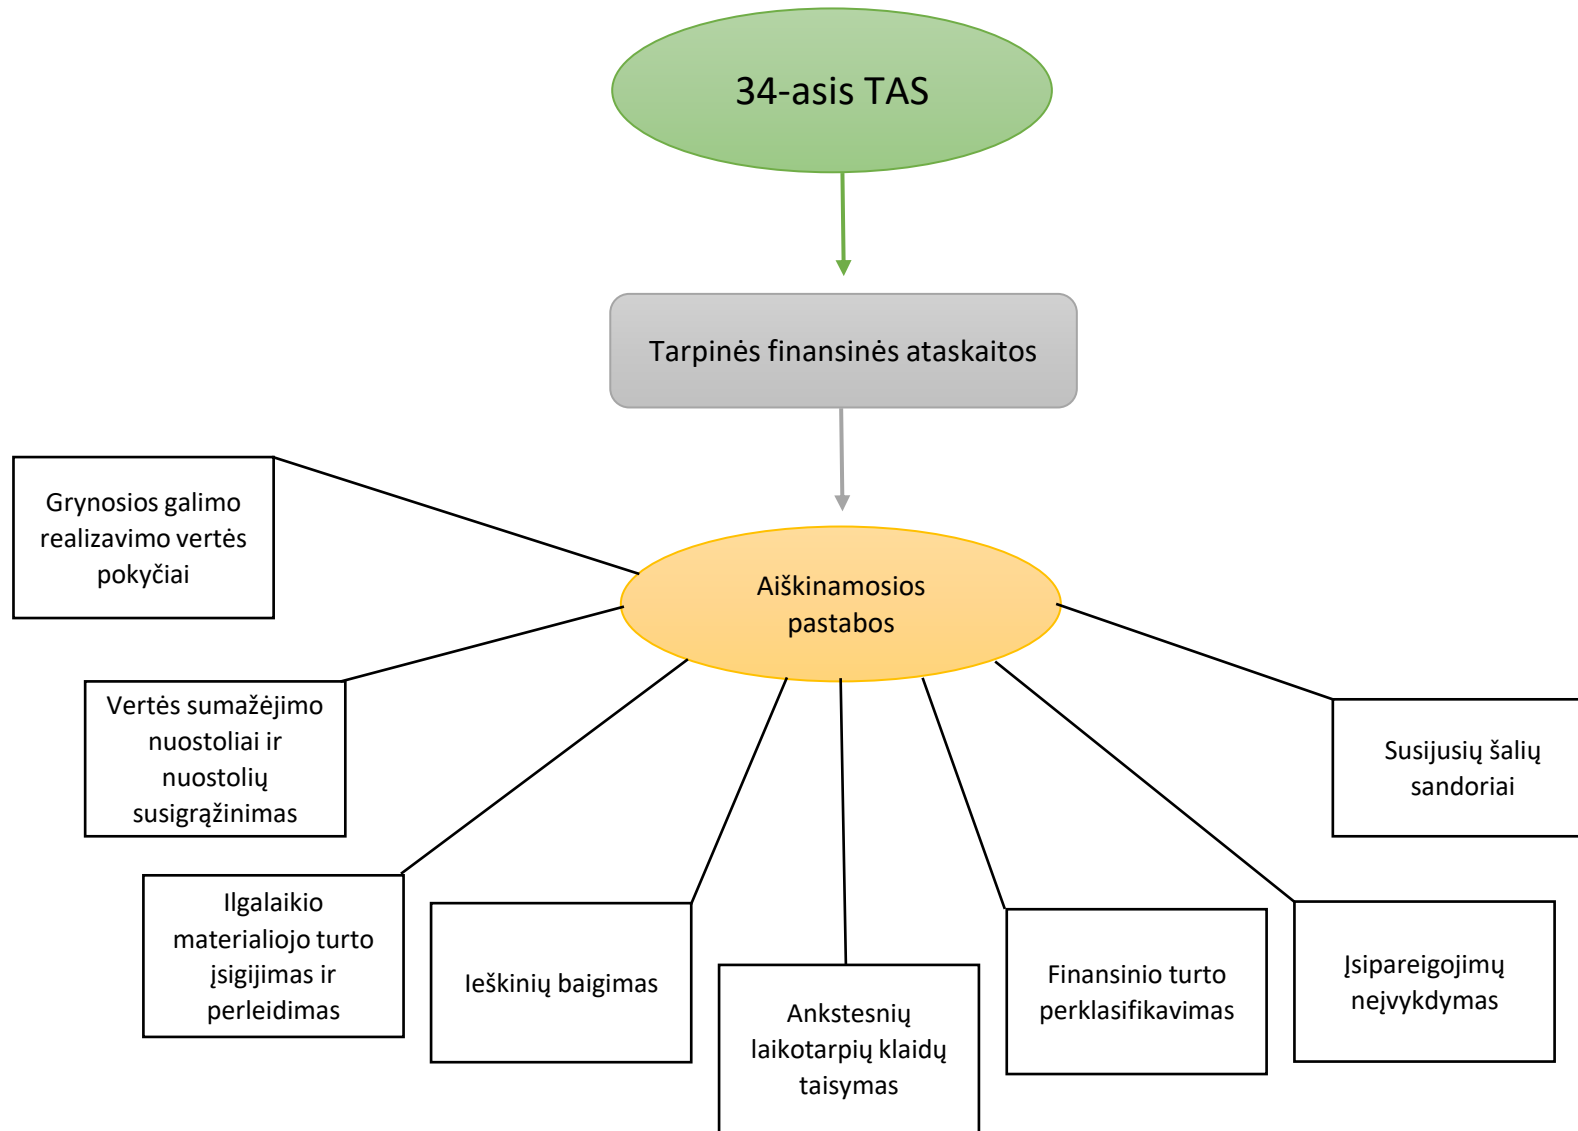 34-asis TAS
Tarpinės finansinės ataskaitos
Grynosios galimo
realizavimo vertės
pokyčiai
Aiškinamosios
pastabos
Vertės sumažėjimo
nuostoliai ir
nuostolių
susigrąžinimas
Susijusių šalių
sandoriai
Ilgalaikio
materialiojo turto
įsigijimas ir
perleidimas
Ieškinių baigimas
Ankstesnių
laikotarpių klaidų
taisymas
Finansinio turto
perklasifikavimas
Įsipareigojimų
neįvykdymas